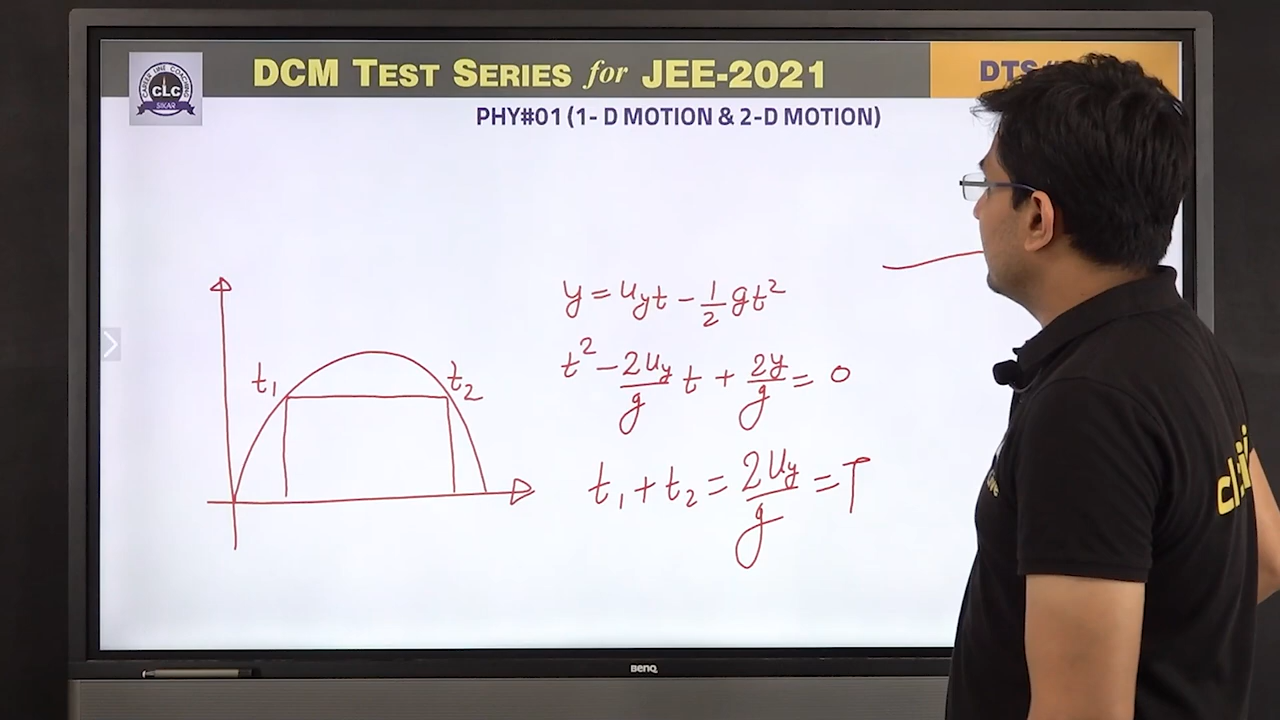 DCM TEST SERIES for JEE-2021
DTS
PHY#01 (1- D MOTION & 2-D MOTION)
CAREER LINE COACHING
CLC
SIKAR
y = u_y t - 1/2 gt²
t² - 2u_y/g t + 2y/g = 0
t₁ t₂
t₁ + t₂ = 2u_y/g = T
BENQ